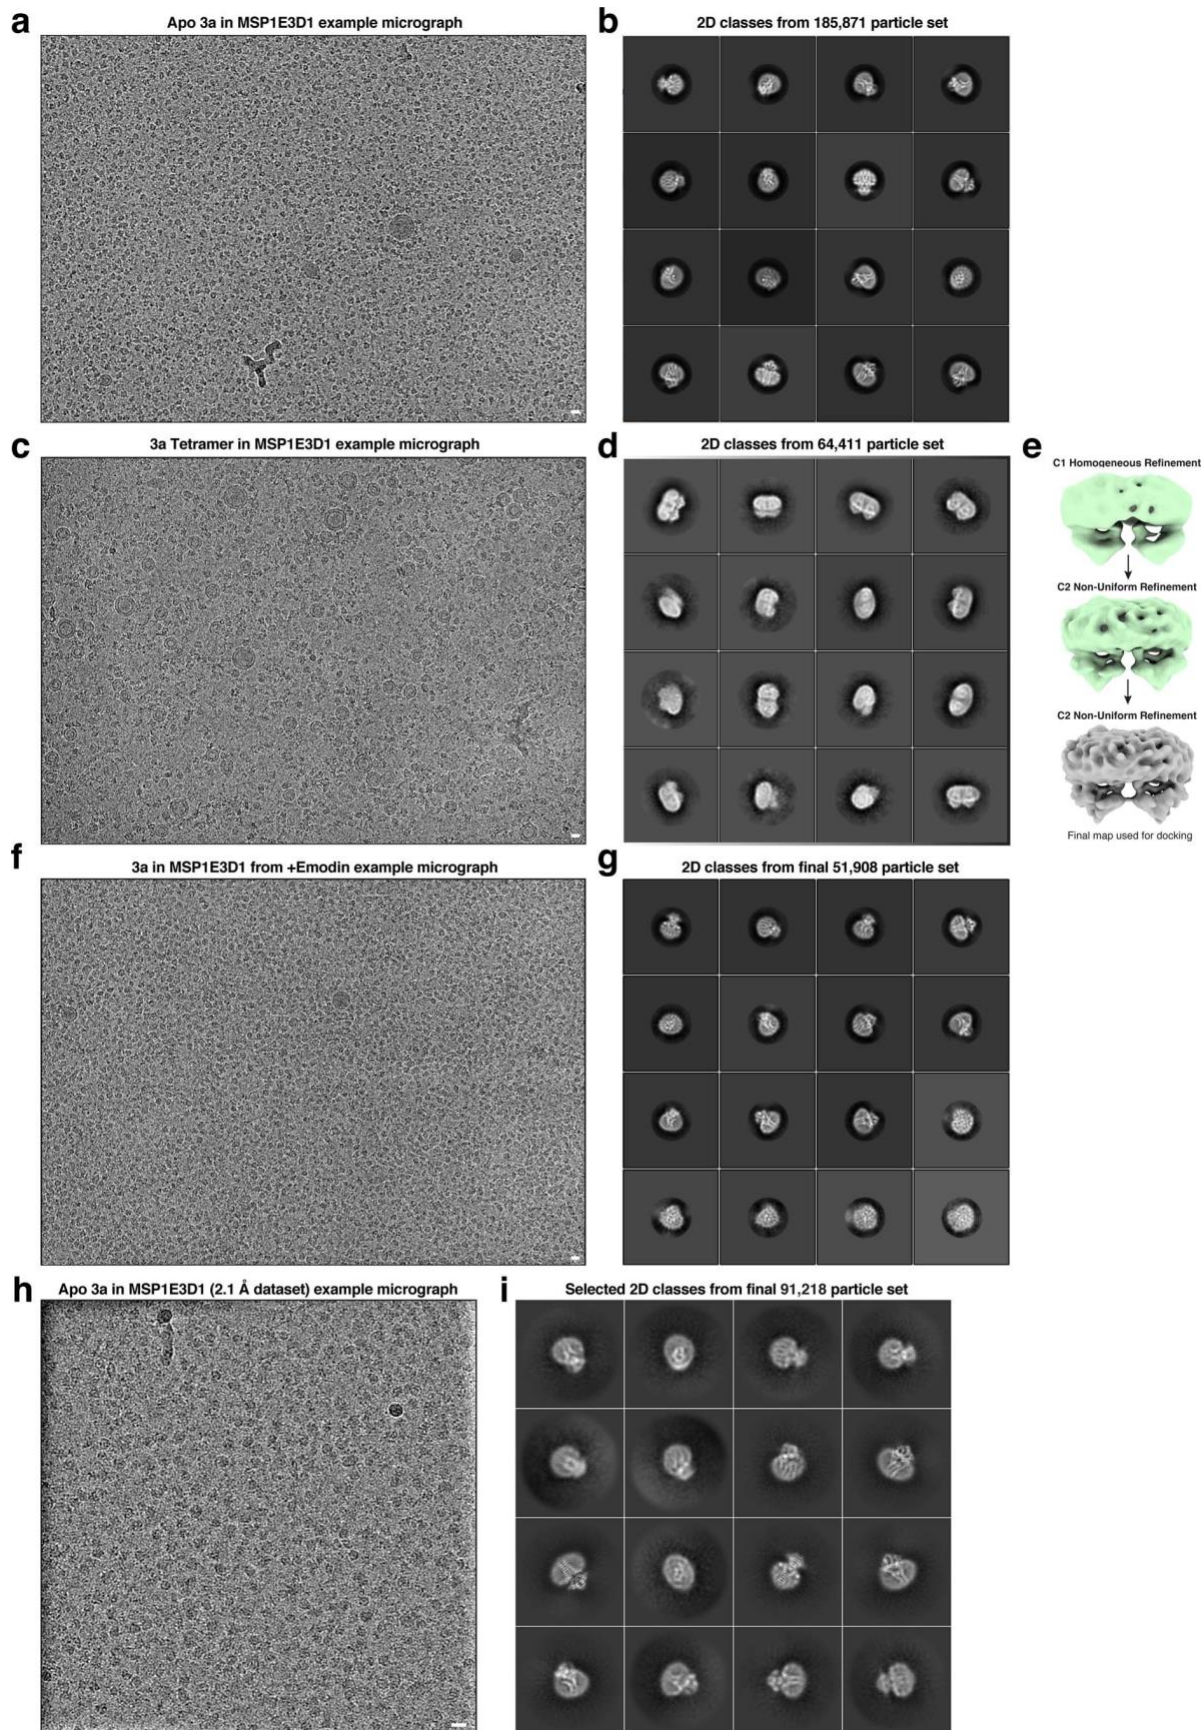 a
Apo 3a in MSP1E3D1 example micrograph
b
2D classes from 185,871 particle set
c
3a Tetramer in MSP1E3D1 example micrograph
d
2D classes from 64,411 particle set
e
C1 Homogeneous Refinement
C2 Non-Uniform Refinement
C2 Non-Uniform Refinement
Final map used for docking
f
3a in MSP1E3D1 from +Emodin example micrograph
g
2D classes from final 51,908 particle set
h
Apo 3a in MSP1E3D1 (2.1 Å dataset) example micrograph
i
Selected 2D classes from final 91,218 particle set